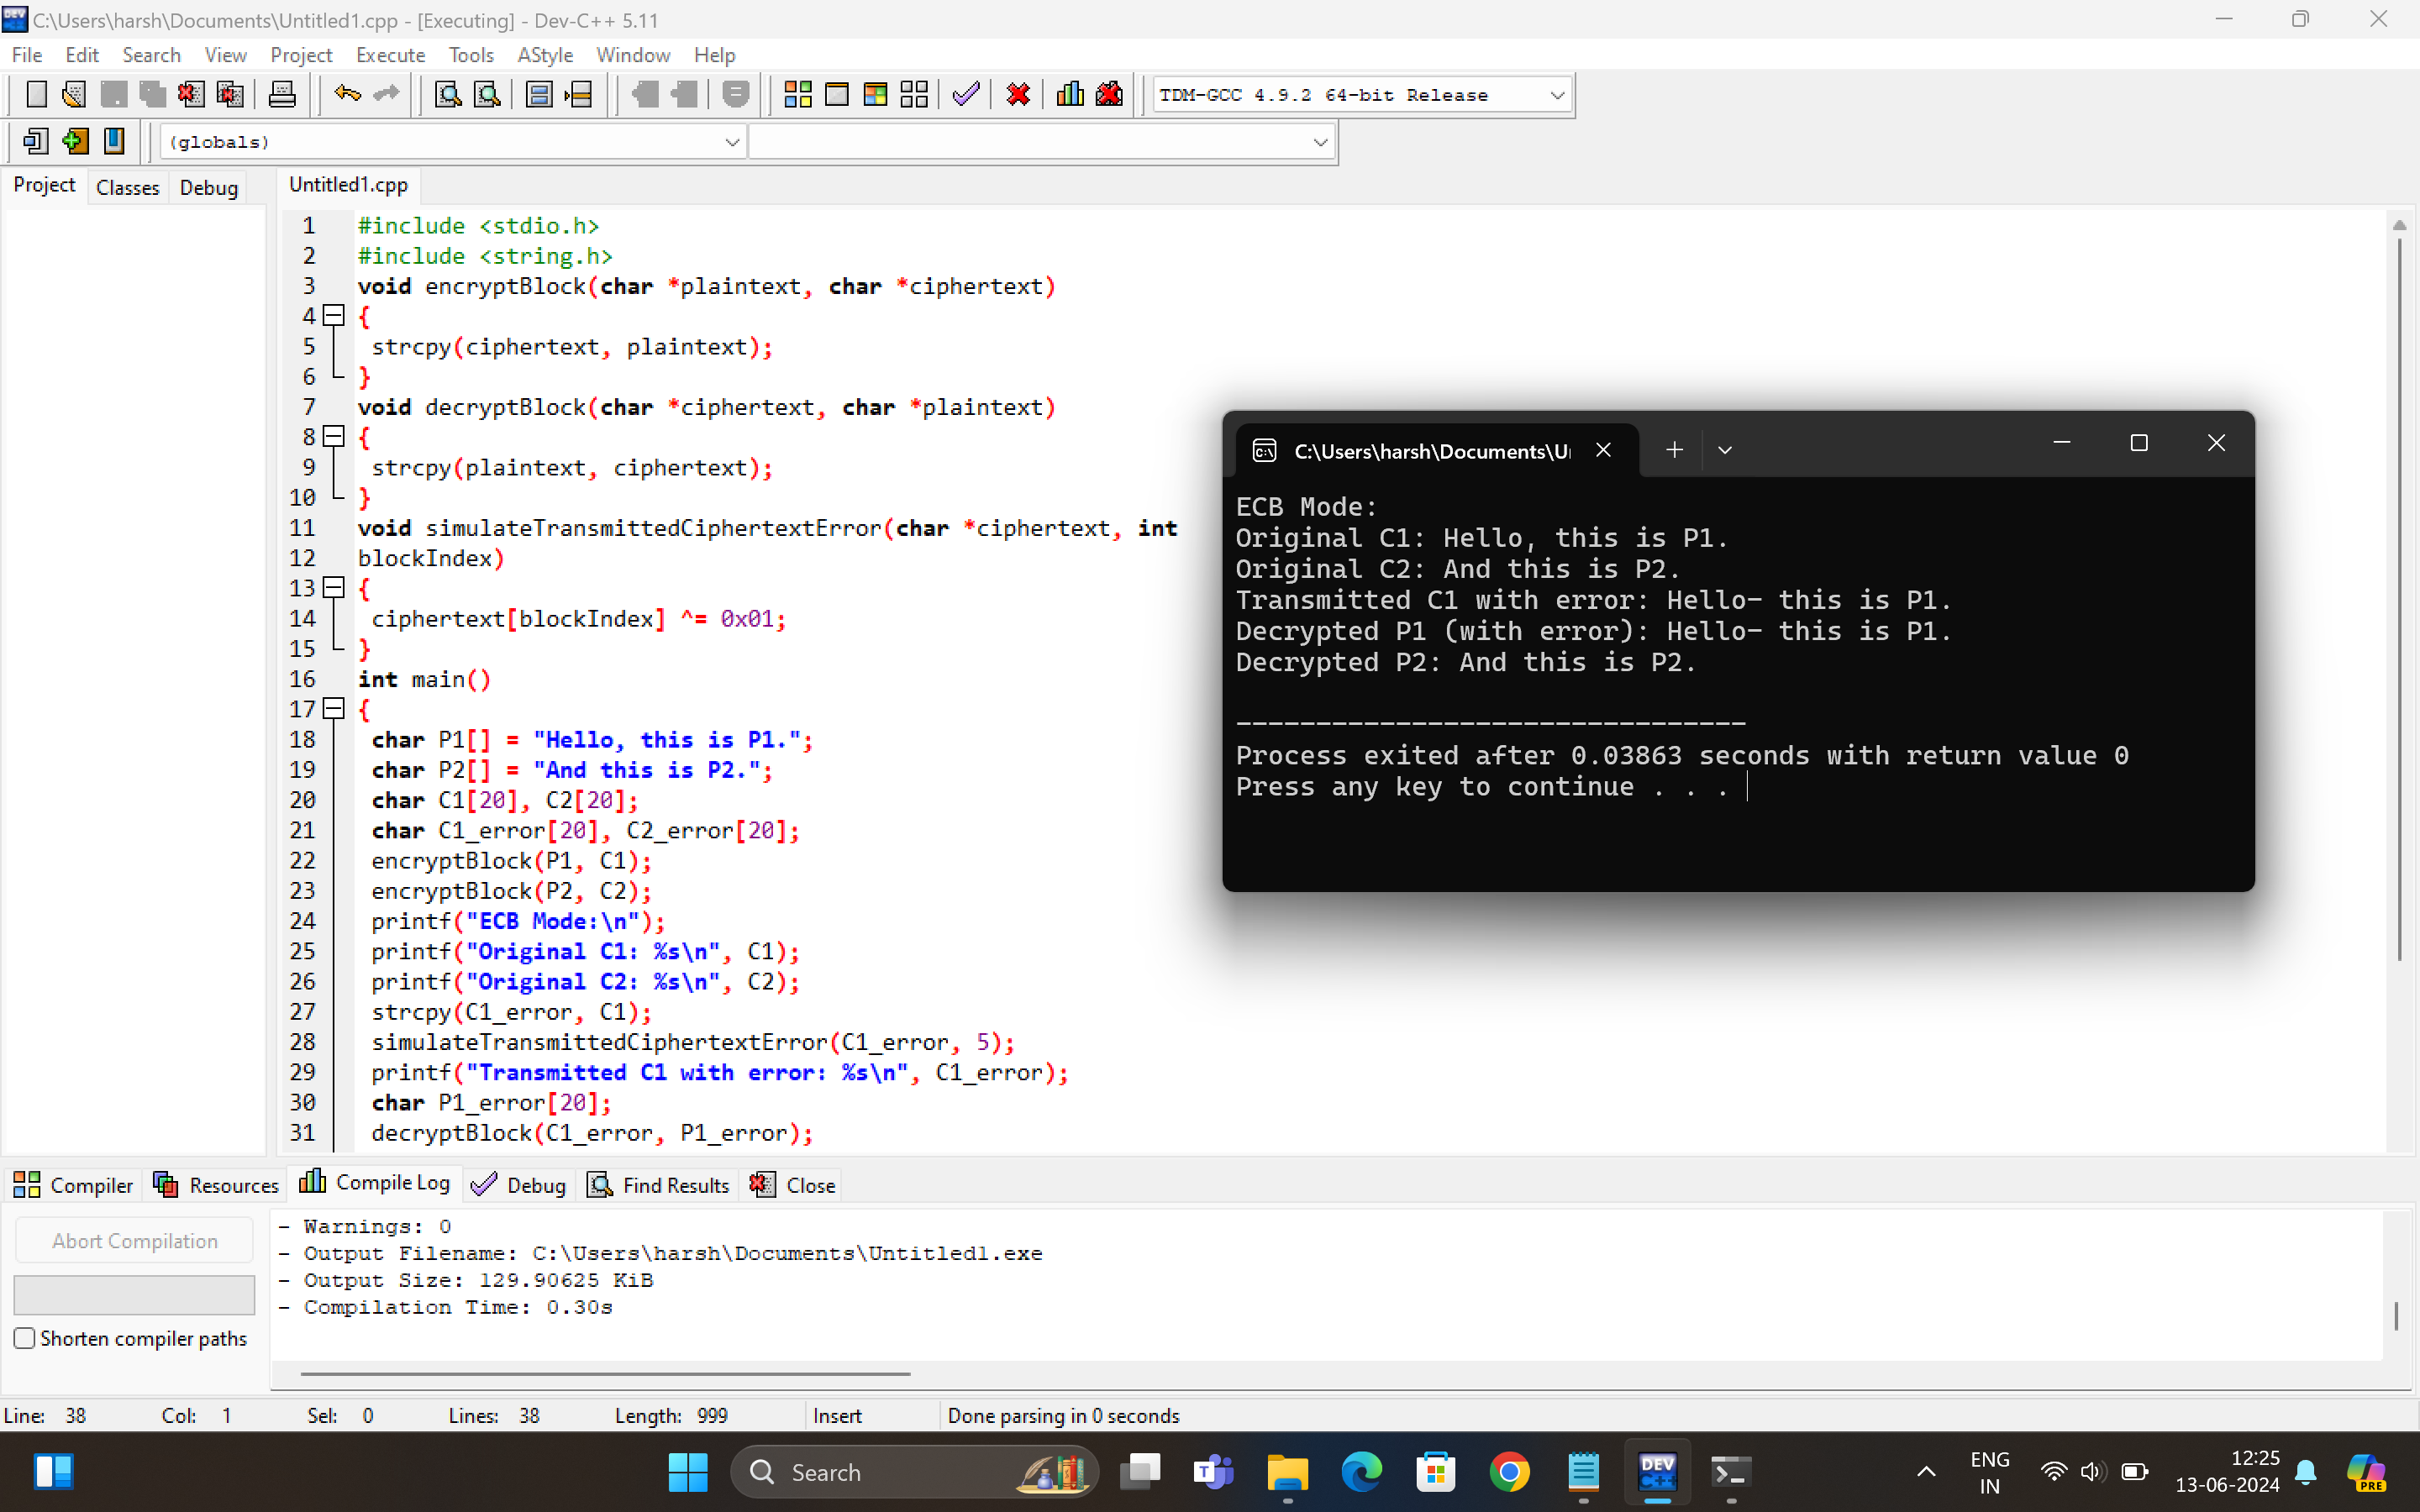 C:\Users\harsh\Documents\Untitled1.cpp - [Executing] - Dev-C++ 5.11
File Edit Search View Project Execute Tools AStyle Window Help
TDM-GCC 4.9.2 64-bit Release
(globals)
Project Classes Debug
Untitled1.cpp
1 #include <stdio.h>
2 #include <string.h>
3 void encryptBlock(char *plaintext, char *ciphertext)
4 {
5 strcpy(ciphertext, plaintext);
6 }
7 void decryptBlock(char *ciphertext, char *plaintext)
8 {
9 strcpy(plaintext, ciphertext);
10 }
11 void simulateTransmittedCiphertextError(char *ciphertext, int
12 blockIndex)
13 {
14 ciphertext[blockIndex] ^= 0x01;
15 }
16 int main()
17 {
18 char P1[] = "Hello, this is P1.";
19 char P2[] = "And this is P2.";
20 char C1[20], C2[20];
21 char C1_error[20], C2_error[20];
22 encryptBlock(P1, C1);
23 encryptBlock(P2, C2);
24 printf("ECB Mode:\n");
25 printf("Original C1: %s\n", C1);
26 printf("Original C2: %s\n", C2);
27 strcpy(C1_error, C1);
28 simulateTransmittedCiphertextError(C1_error, 5);
29 printf("Transmitted C1 with error: %s\n", C1_error);
30 char P1_error[20];
31 decryptBlock(C1_error, P1_error);
C:\Users\harsh\Documents\U
ECB Mode:
Original C1: Hello, this is P1.
Original C2: And this is P2.
Transmitted C1 with error: Hello- this is P1.
Decrypted P1 (with error): Hello- this is P1.
Decrypted P2: And this is P2.
--------------------------------
Process exited after 0.03863 seconds with return value 0
Press any key to continue . . .
Compiler Resources Compile Log Debug Find Results Close
Abort Compilation
Shorten compiler paths
- Warnings: 0
- Output Filename: C:\Users\harsh\Documents\Untitled1.exe
- Output Size: 129.90625 KiB
- Compilation Time: 0.30s
Line: 38 Col: 1 Sel: 0 Lines: 38 Length: 999 Insert Done parsing in 0 seconds
Search
DEV
C++
ENG
IN
12:25
13-06-2024
PRE